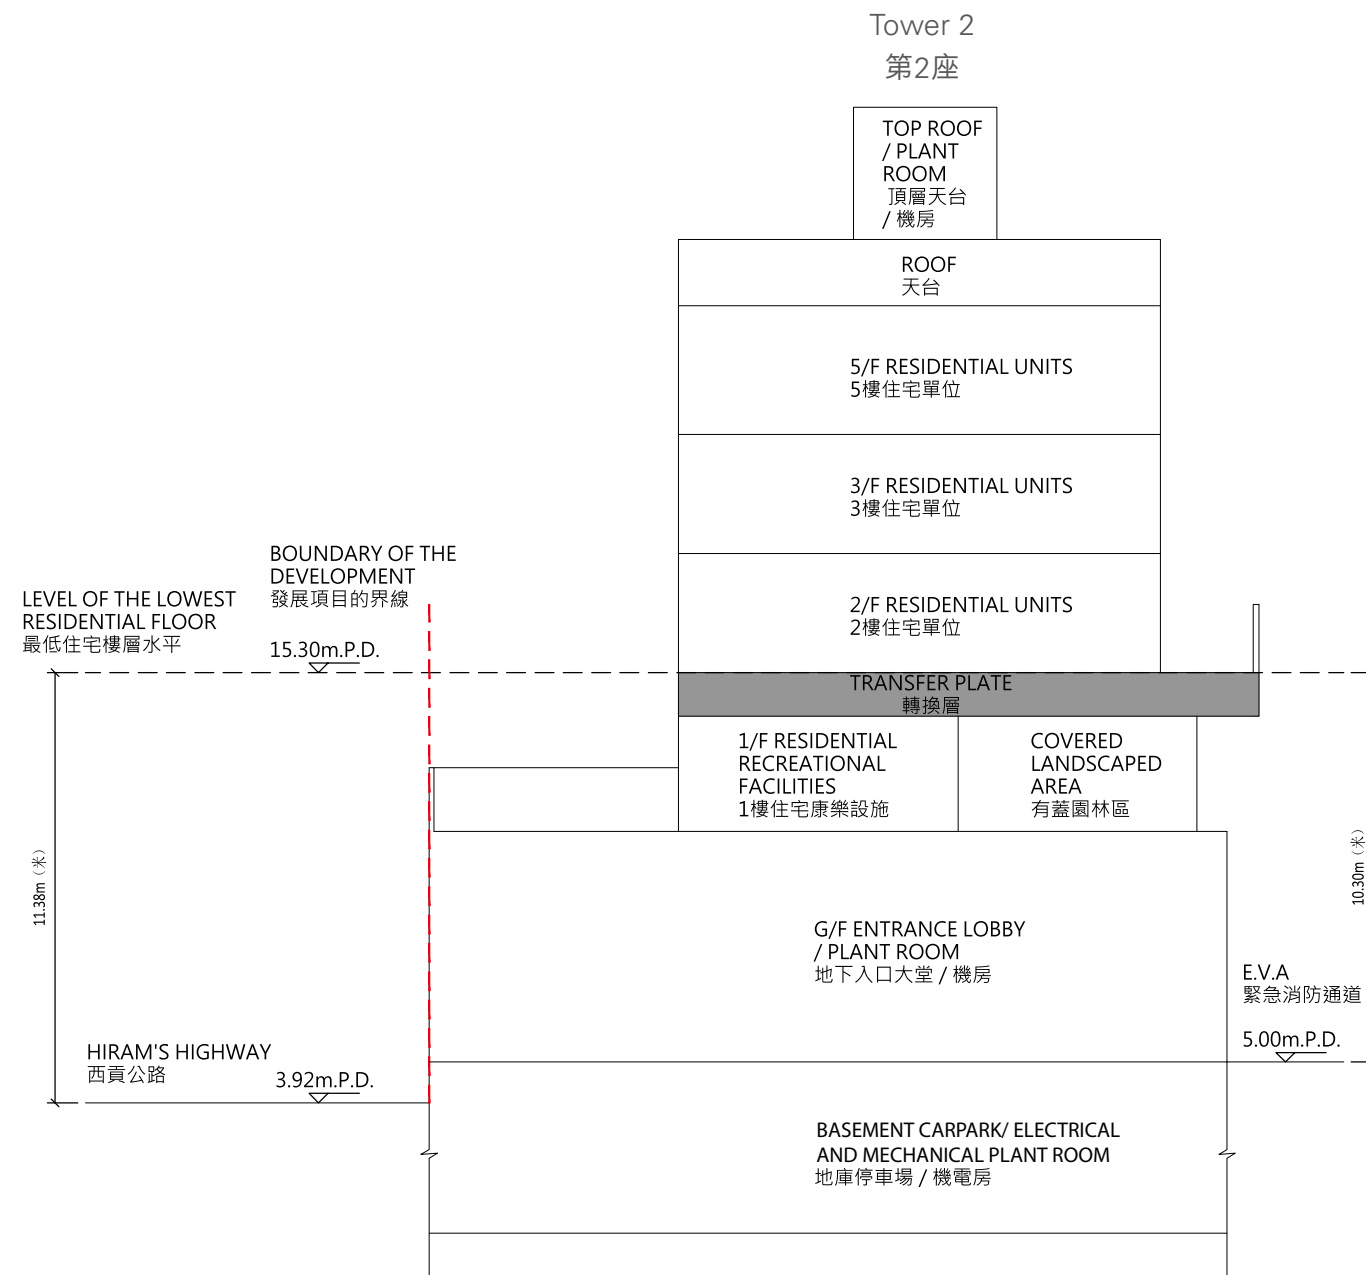 Tower 2
第2座
TOP ROOF
/ PLANT
ROOM
頂層天台
/ 機房
ROOF
天台
5/F RESIDENTIAL UNITS
5樓住宅單位
3/F RESIDENTIAL UNITS
3樓住宅單位
BOUNDARY OF THE
DEVELOPMENT
發展項目的界線
LEVEL OF THE LOWEST
RESIDENTIAL FLOOR
最低住宅樓層水平
15.30m.P.D.
2/F RESIDENTIAL UNITS
2樓住宅單位
TRANSFER PLATE
轉換層
1/F RESIDENTIAL
RECREATIONAL
FACILITIES
1樓住宅康樂設施
COVERED
LANDSCAPED
AREA
有蓋園林區
11.38m（米）
10.30m（米）
G/F ENTRANCE LOBBY
/ PLANT ROOM
地下入口大堂 / 機房
E.V.A
緊急消防通道
5.00m.P.D.
HIRAM'S HIGHWAY
西貢公路
3.92m.P.D.
BASEMENT CARPARK/ ELECTRICAL
AND MECHANICAL PLANT ROOM
地庫停車場 / 機電房